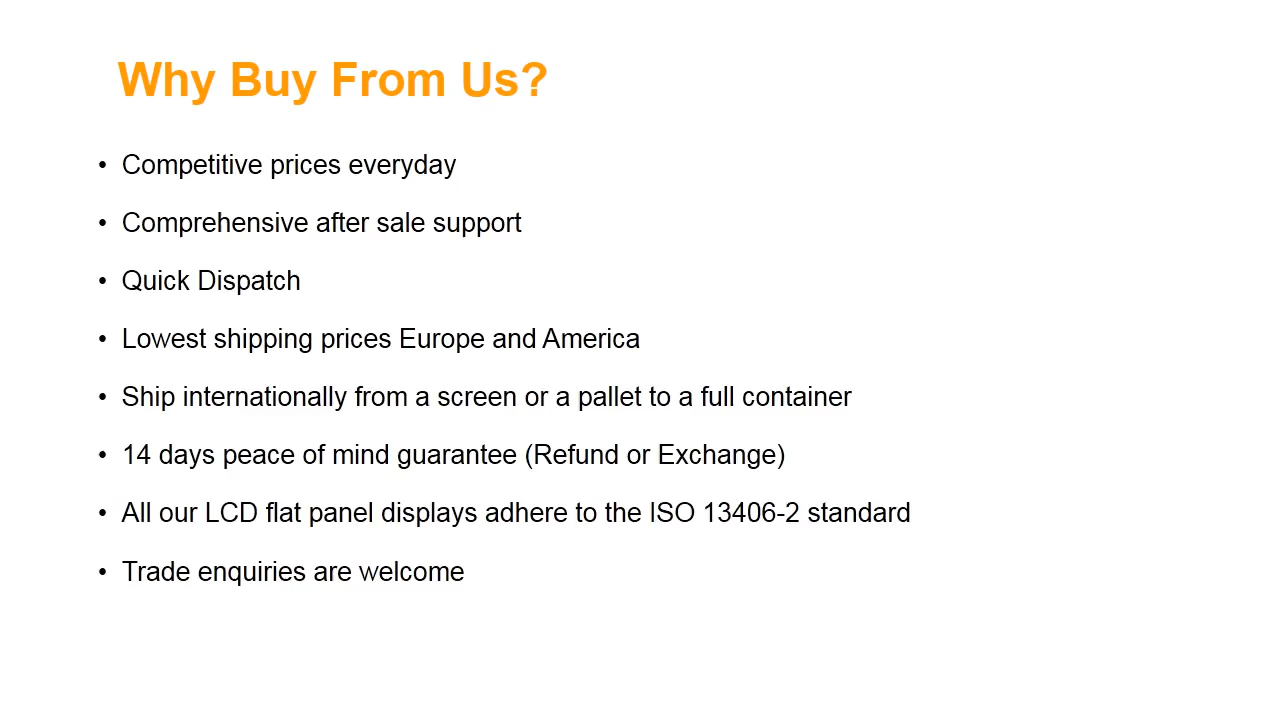 Why Buy From Us?
• Competitive prices everyday
• Comprehensive after sale support
• Quick Dispatch
• Lowest shipping prices Europe and America
• Ship internationally from a screen or a pallet to a full container
• 14 days peace of mind guarantee (Refund or Exchange)
• All our LCD flat panel displays adhere to the ISO 13406-2 standard
• Trade enquiries are welcome